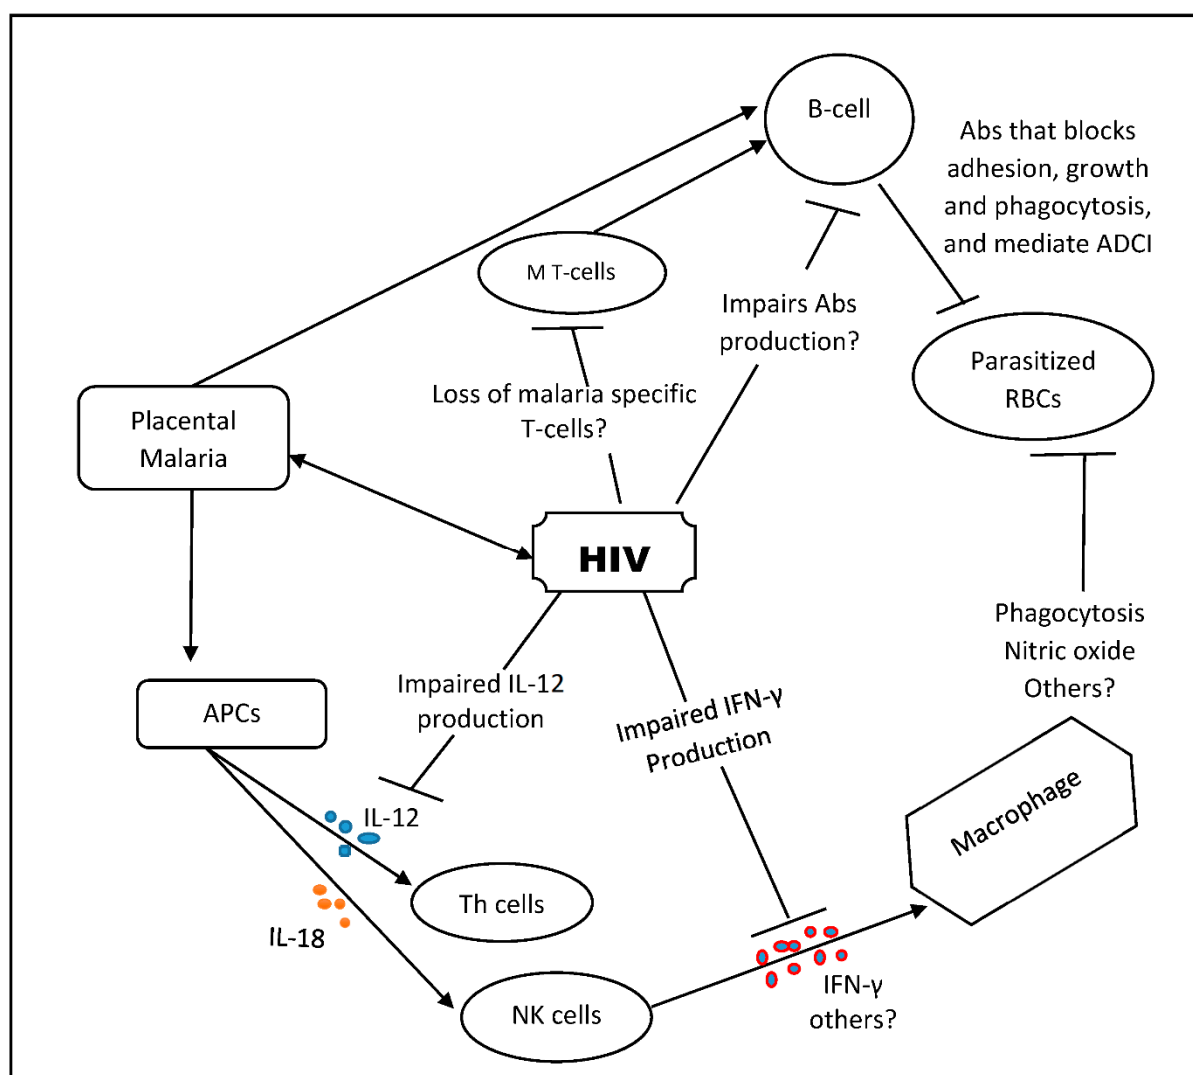 B-cell
Abs that blocks
adhesion, growth
and phagocytosis,
and mediate ADCI
M T-cells
Impairs Abs
production?
Parasitized
RBCs
Loss of malaria specific
T-cells?
Placental
Malaria
HIV
Phagocytosis
Nitric oxide
Others?
Impaired IL-12
production
APCs
Impaired IFN-γ
Production
Macrophage
IL-12
Th cells
IL-18
IFN-γ
others?
NK cells